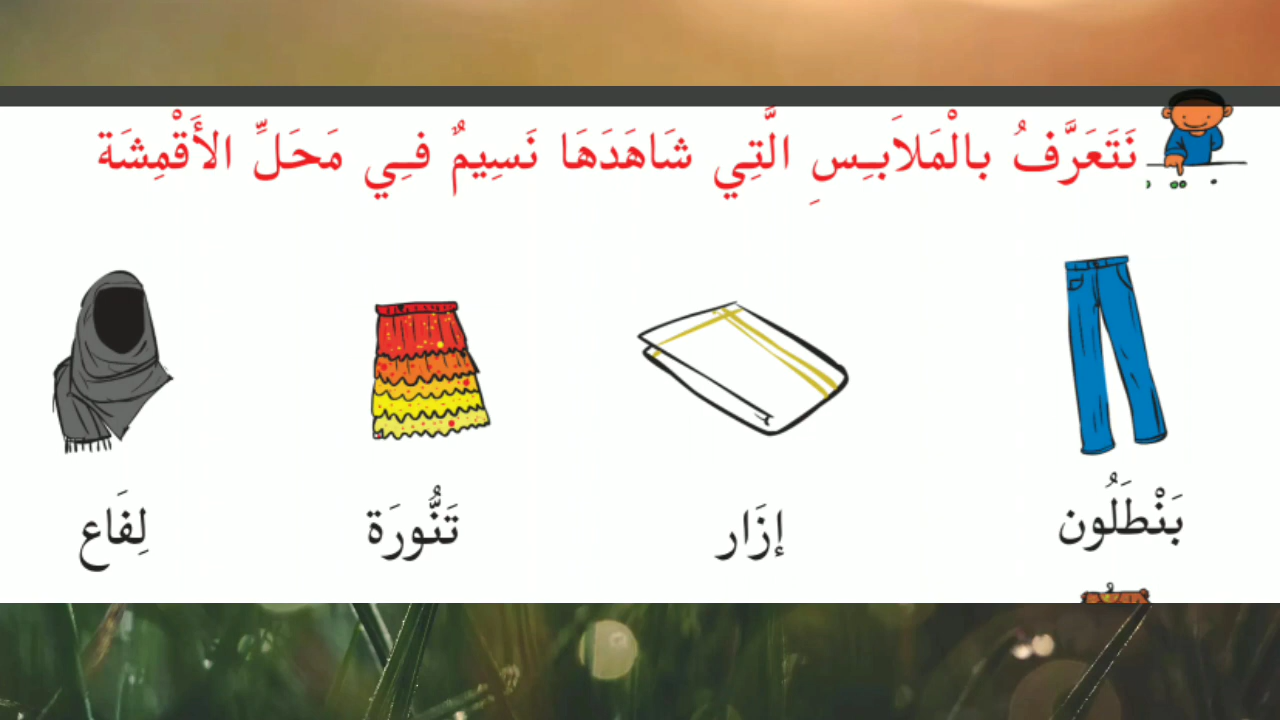 نَتَعَرَّفُ بالْمَلَابِسِ الَّتِي شَاهَدَهَا نَسِيمٌ فِي مَحَلِّ الأَقْمِشَة
بَنْطَلُون
إزَار
تَنُّورَة
لِفَاع